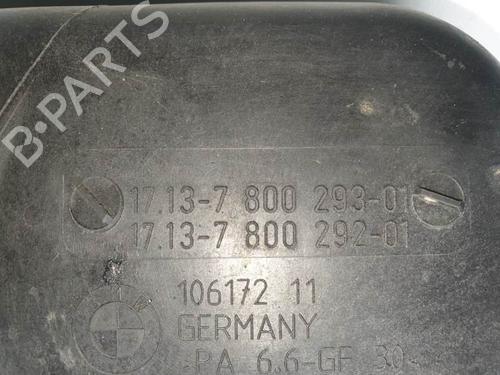 B-PARTS
17.13-7 800 293-01
17.13-7 800 292-01
106172 11
GERMANY
PA 6.6-GF 30